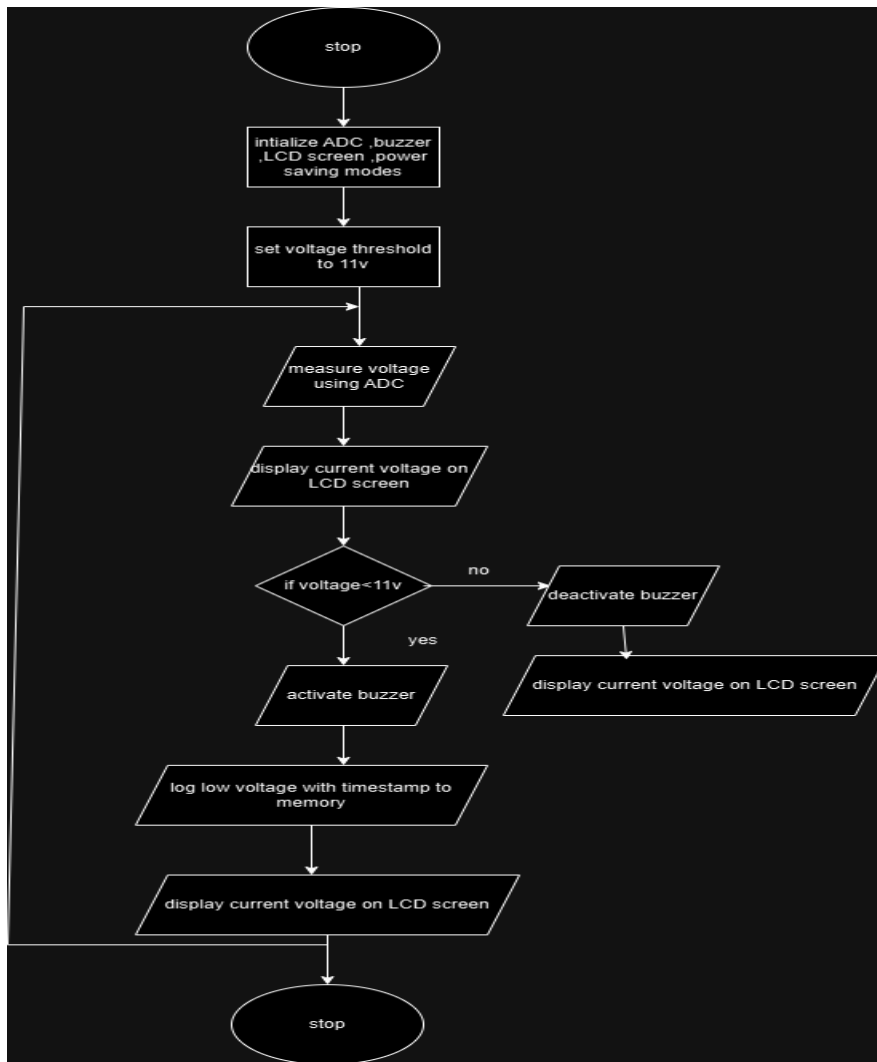 stop
intialize ADC ,buzzer
,LCD screen ,power
saving modes
set voltage threshold
to 11v
measure voltage
using ADC
display current voltage on
LCD screen
if voltage<11v
no
deactivate buzzer
yes
display current voltage on LCD screen
activate buzzer
log low voltage with timestamp to
memory
display current voltage on LCD screen
stop